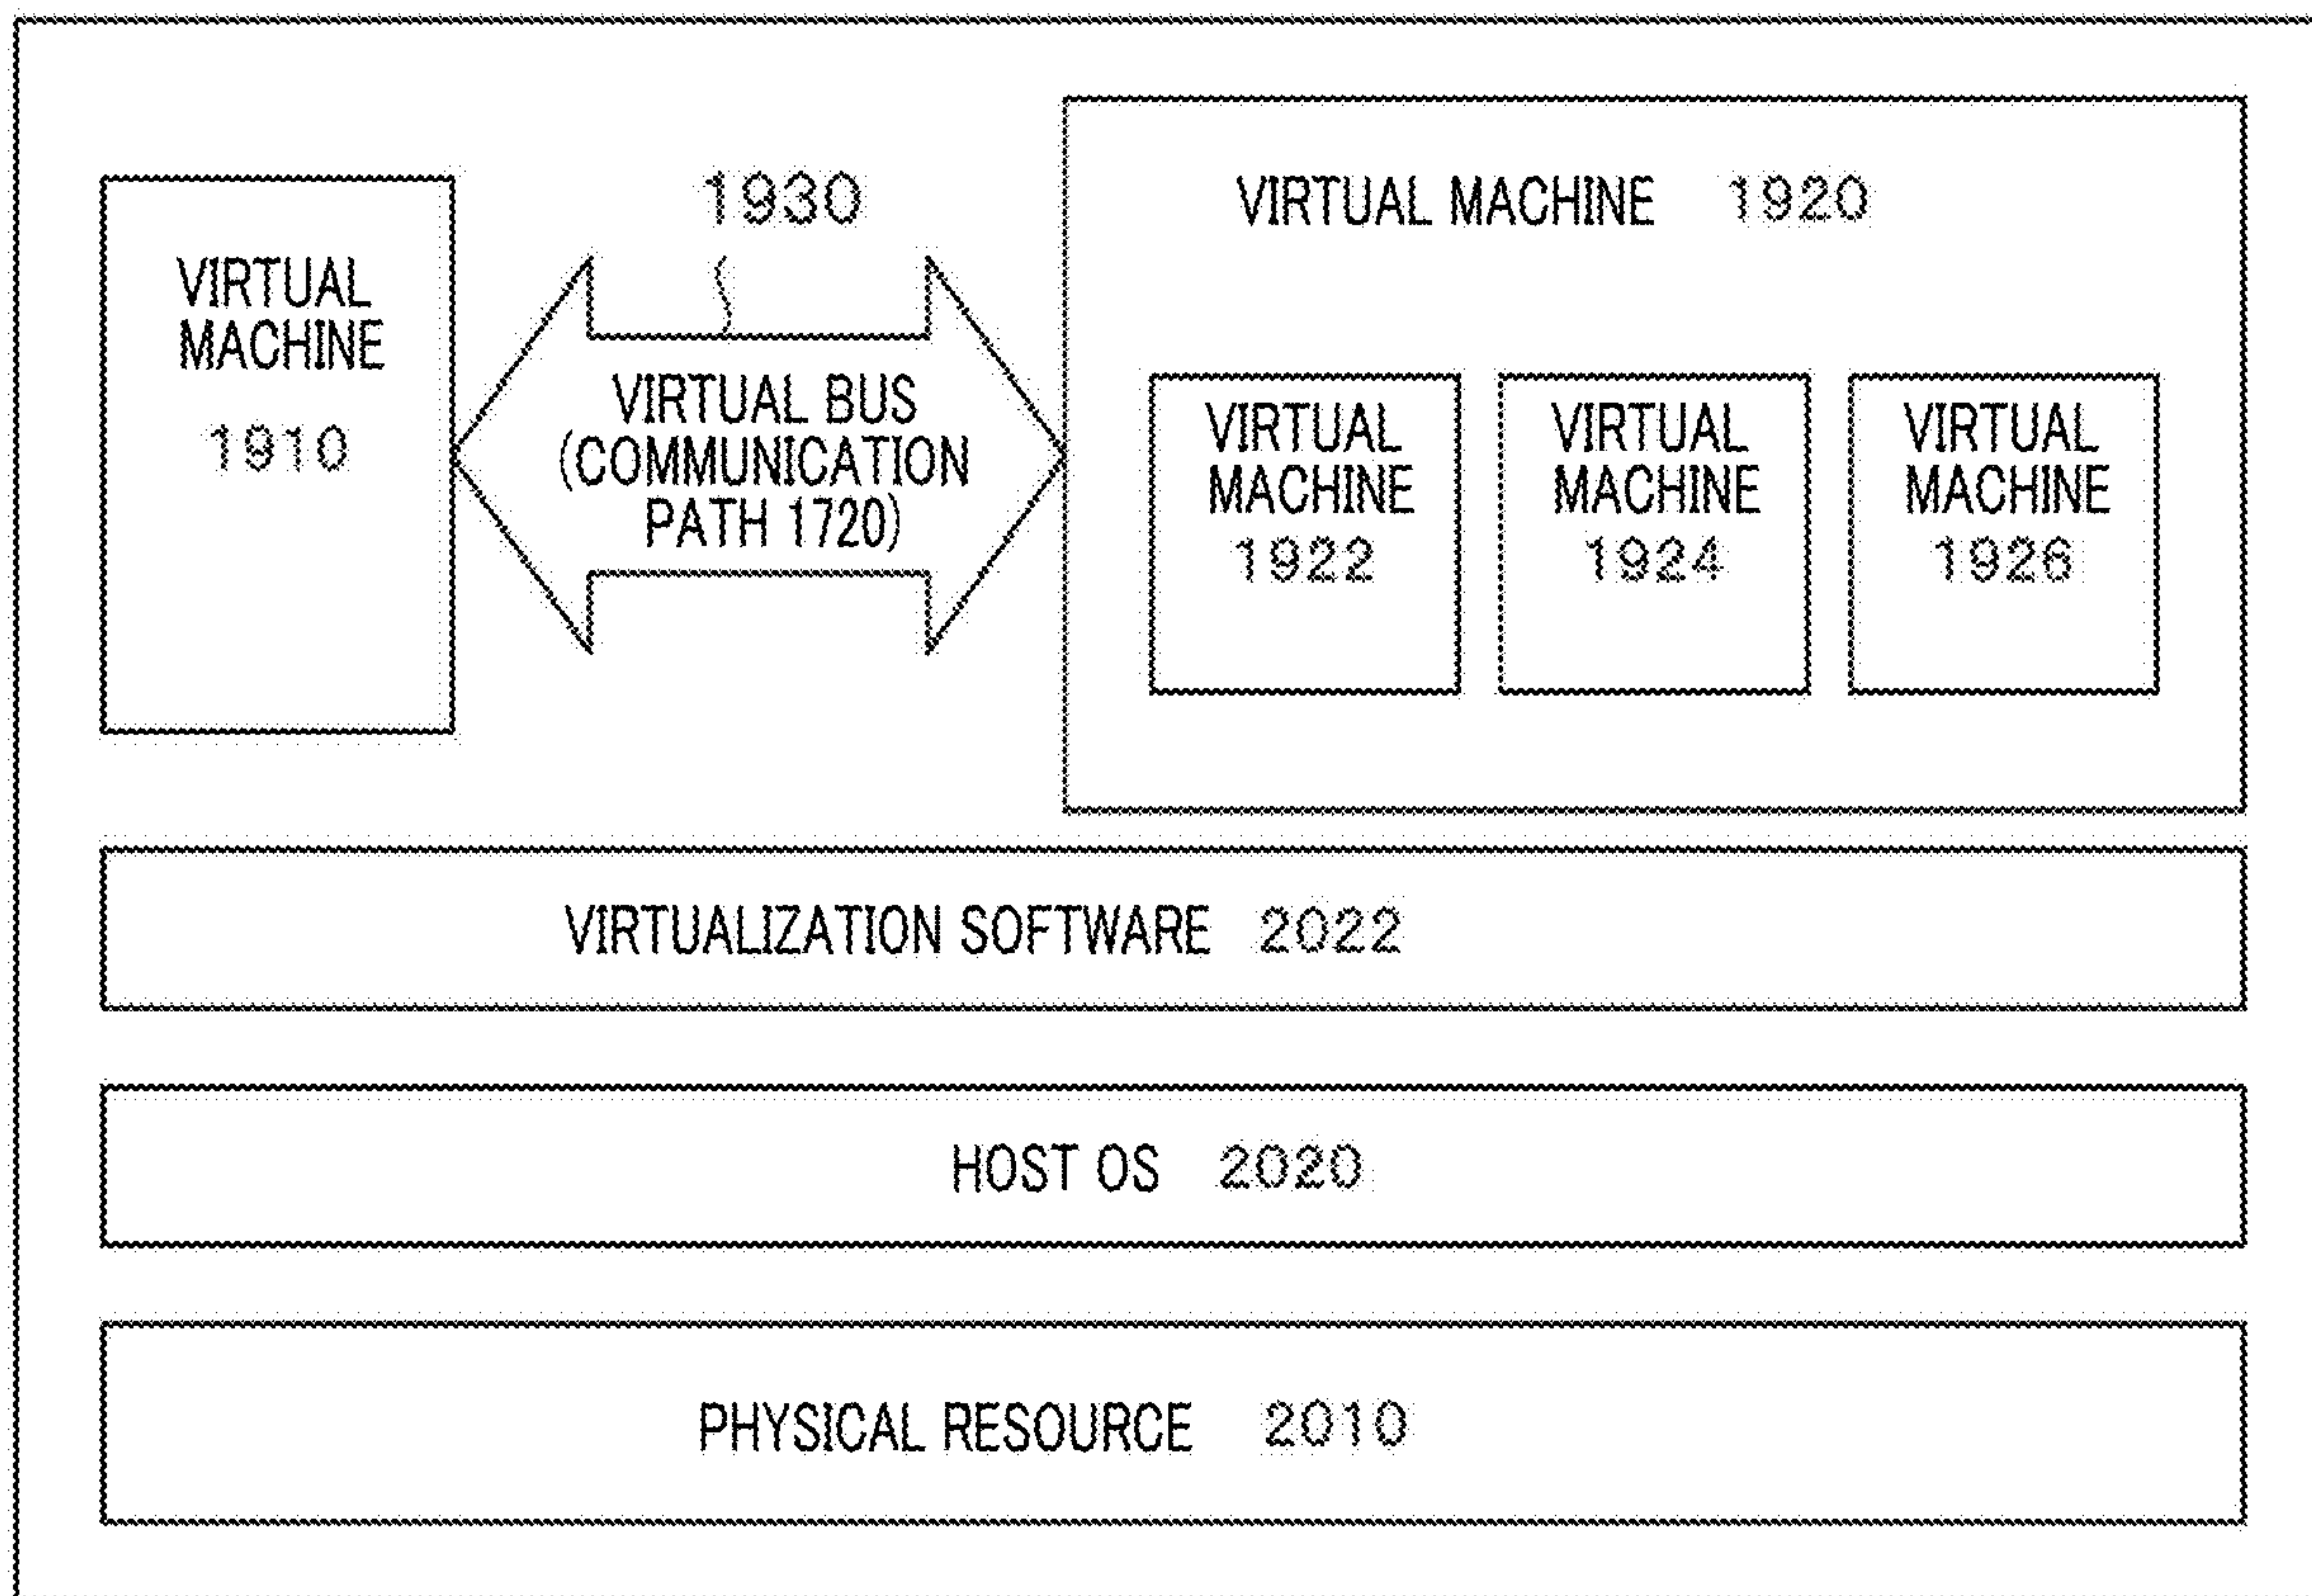 1930
VIRTUAL MACHINE 1920
VIRTUAL
MACHINE
1910
VIRTUAL BUS
(COMMUNICATION
PATH 1720)
VIRTUAL
MACHINE
1922
VIRTUAL
MACHINE
1924
VIRTUAL
MACHINE
1926
VIRTUALIZATION SOFTWARE 2022
HOST OS 2020
PHYSICAL RESOURCE 2010